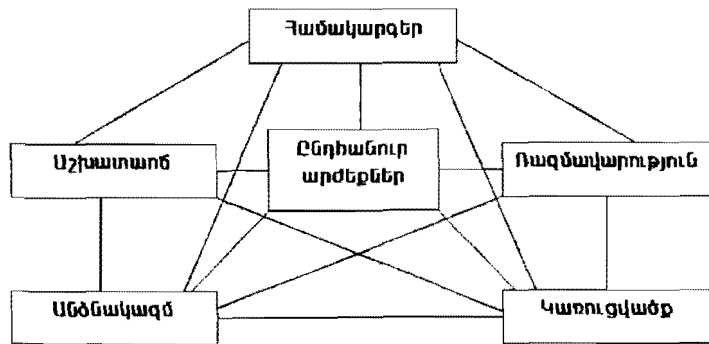 Համակարգեր
Աշխատաոճ
Ընդհանուր
արժեքներ
Ռազմավարություն
Անձնակազմ
Կառուցվածք